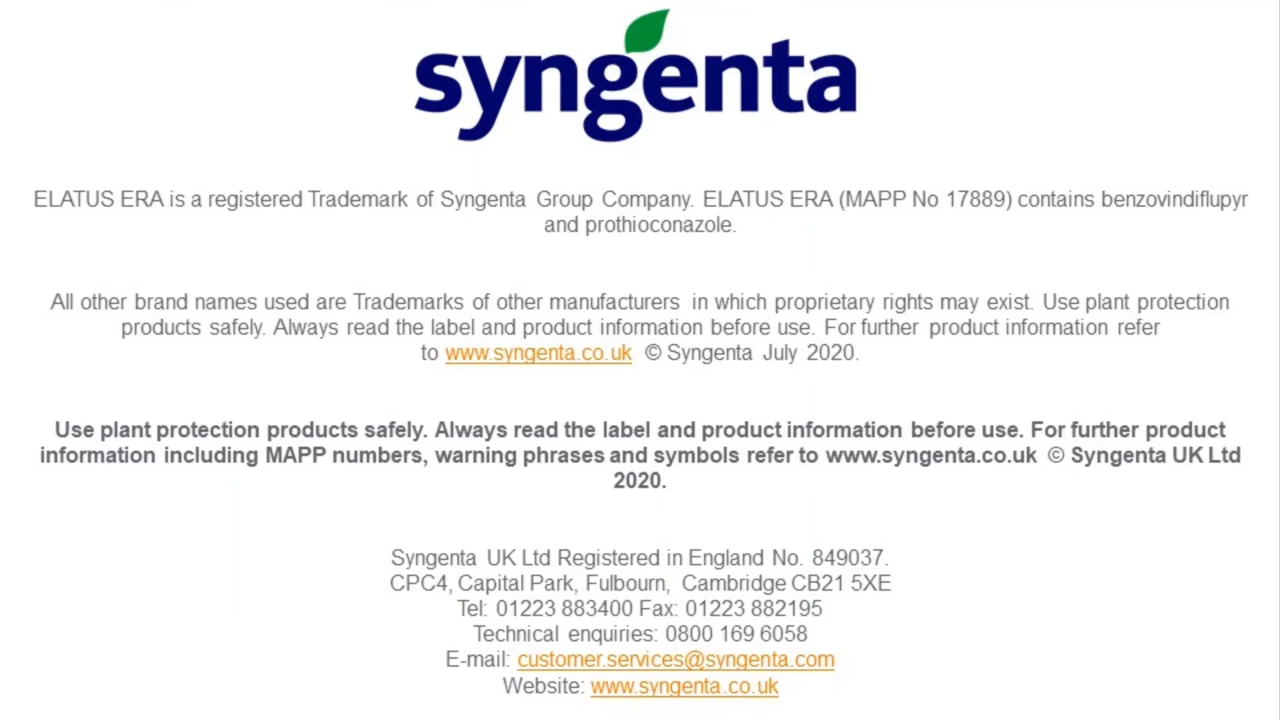 syngenta
ELATUS ERA is a registered Trademark of Syngenta Group Company. ELATUS ERA (MAPP No 17889) contains benzovindiflupyr
and prothioconazole.
All other brand names used are Trademarks of other manufacturers in which proprietary rights may exist. Use plant protection
products safely. Always read the label and product information before use. For further product information refer
to www.syngenta.co.uk © Syngenta July 2020.
Use plant protection products safely. Always read the label and product information before use. For further product
information including MAPP numbers, warning phrases and symbols refer to www.syngenta.co.uk © Syngenta UK Ltd
2020.
Syngenta UK Ltd Registered in England No. 849037.
CPC4, Capital Park, Fulbourn, Cambridge CB21 5XE
Tel: 01223 883400 Fax: 01223 882195
Technical enquiries: 0800 169 6058
E-mail: customer.services@syngenta.com
Website: www.syngenta.co.uk